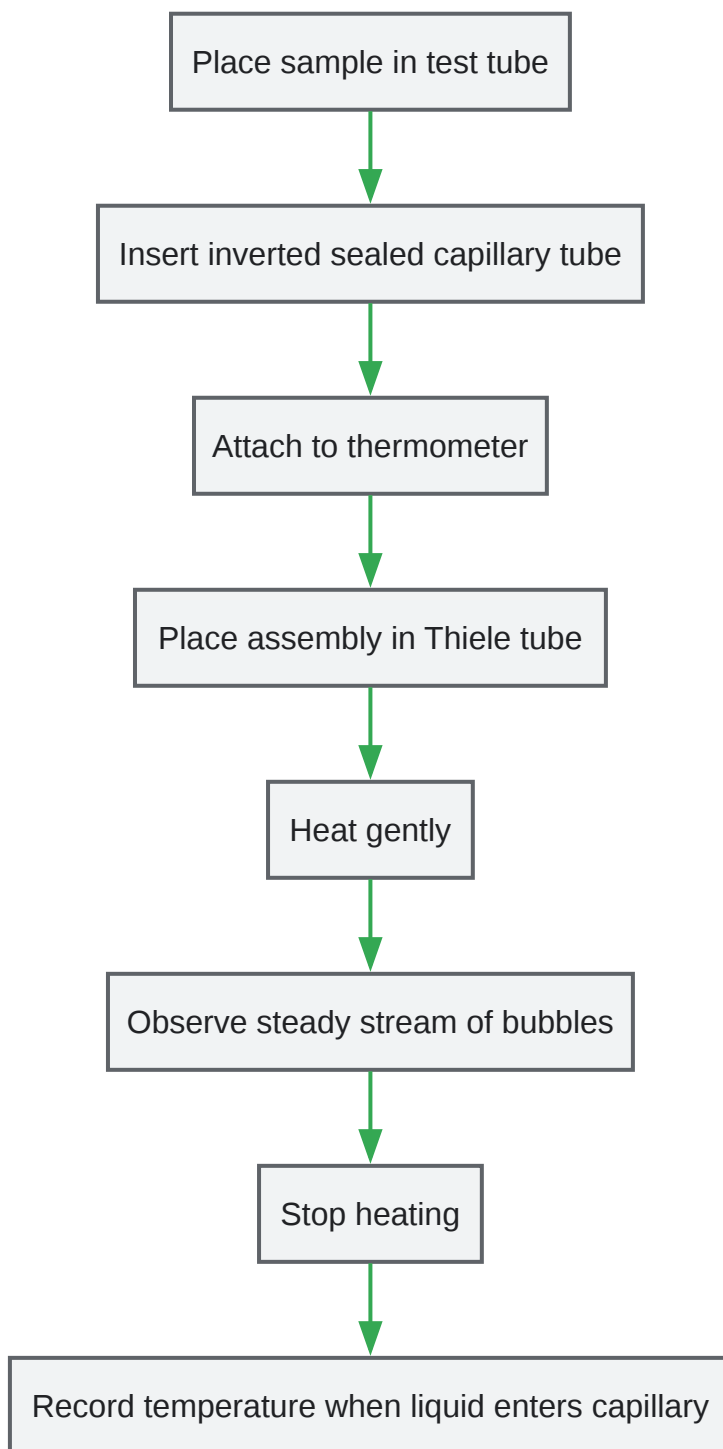 Place sample in test tube
Insert inverted sealed capillary tube
Attach to thermometer
Place assembly in Thiele tube
Heat gently
Observe steady stream of bubbles
Stop heating
Record temperature when liquid enters capillary